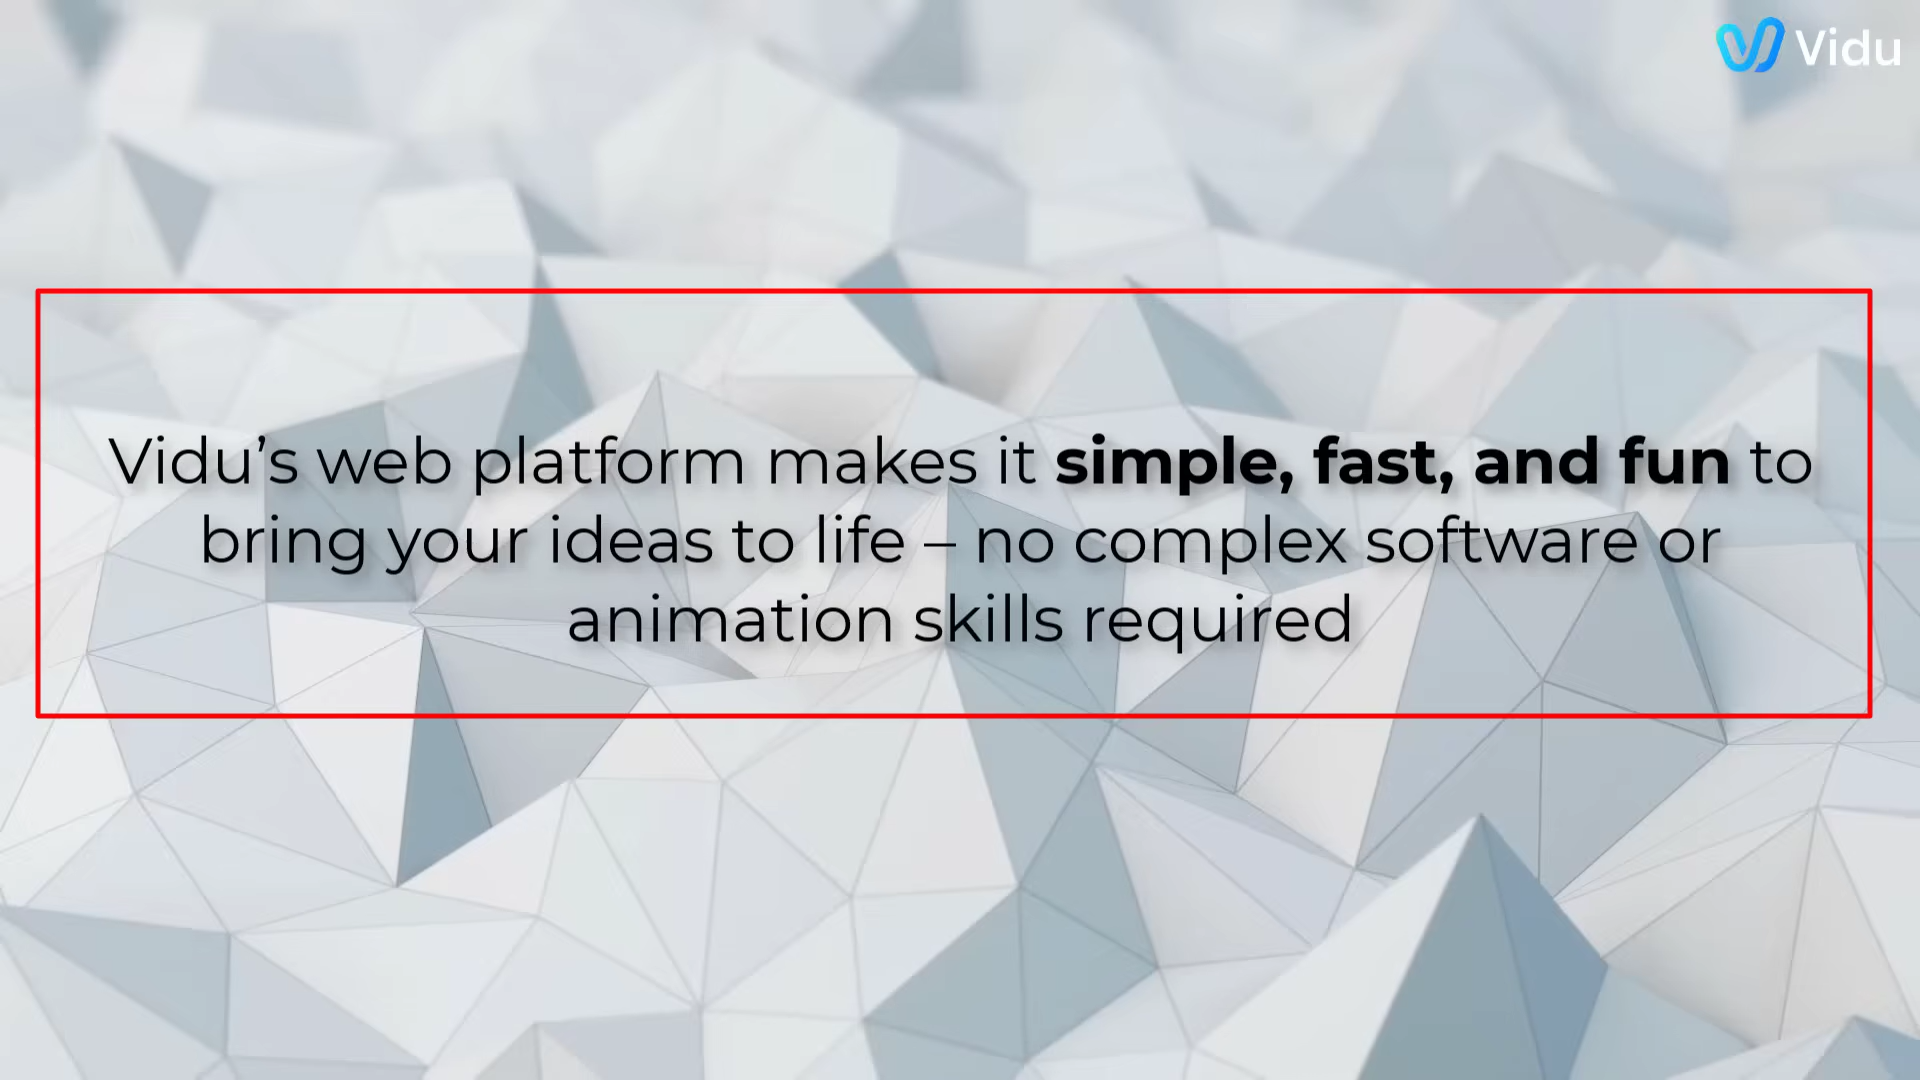 Vidu
Vidu’s web platform makes it simple, fast, and fun to
bring your ideas to life – no complex software or
animation skills required